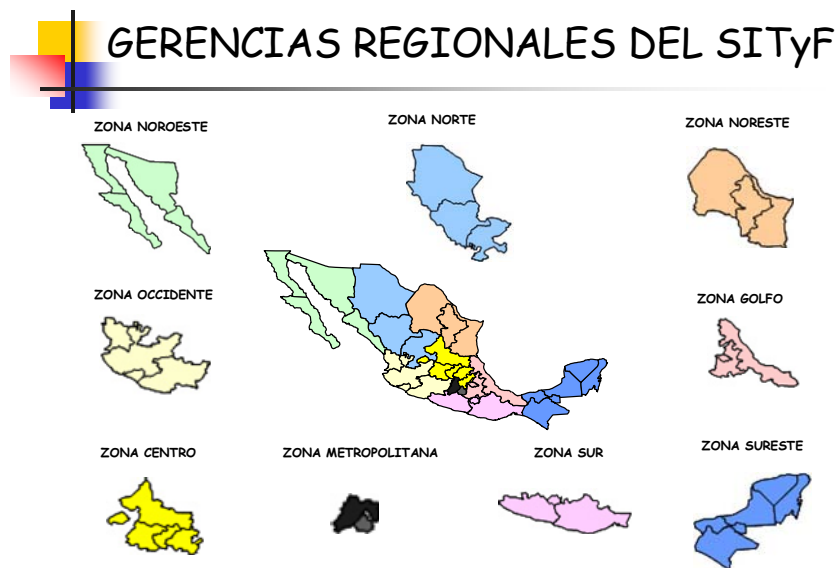 GERENCIAS REGIONALES DEL SITyF
ZONA NOROESTE
ZONA NORTE
ZONA NORESTE
ZONA OCCIDENTE
ZONA GOLFO
ZONA CENTRO
ZONA METROPOLITANA
ZONA SUR
ZONA SURESTE